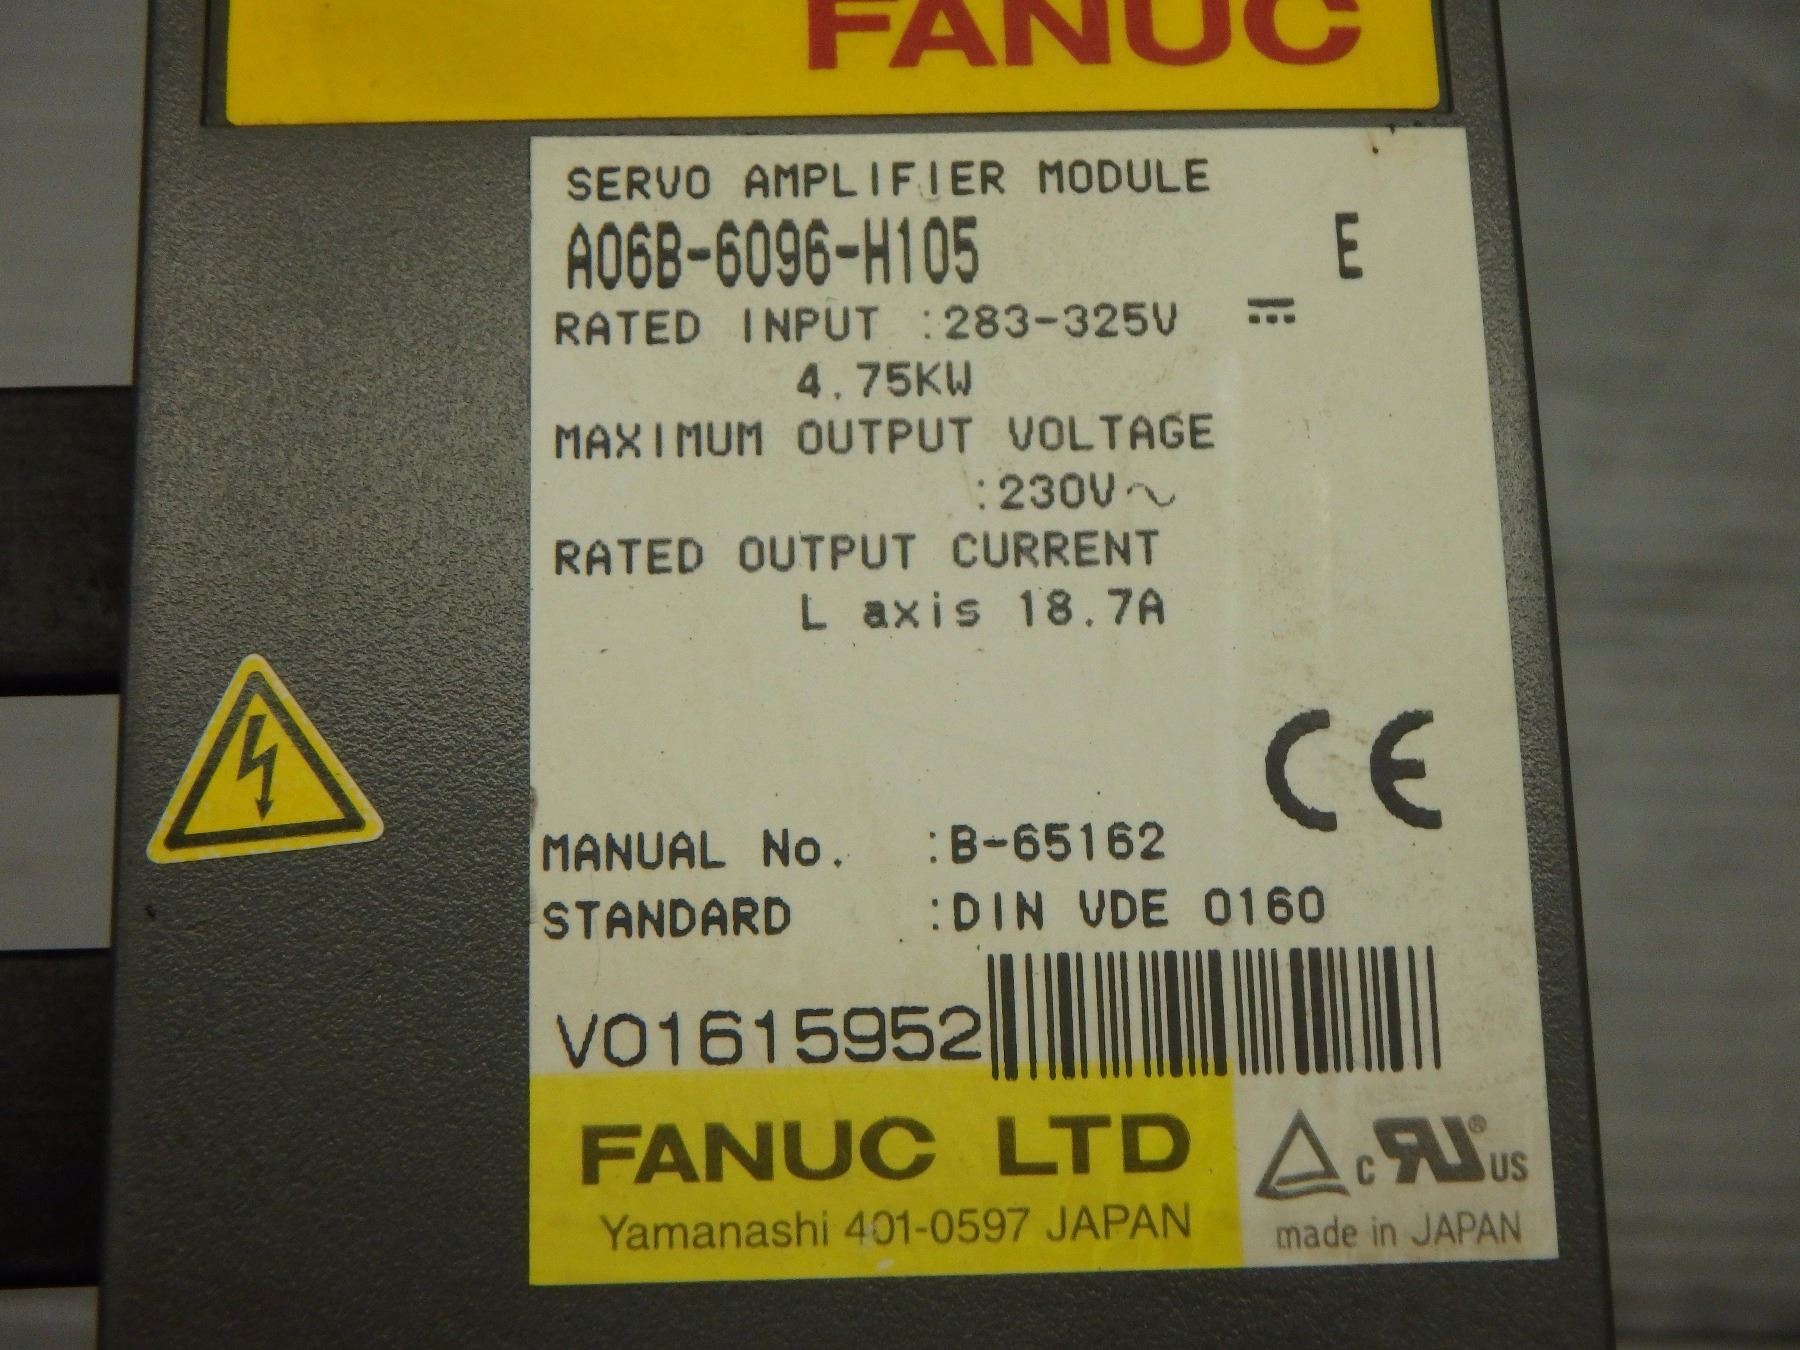 FANUC
SERVO AMPLIFIER MODULE
A06B-6096-H105 E
RATED INPUT :283-325V ⎓
4.75KW
MAXIMUM OUTPUT VOLTAGE
:230V～
RATED OUTPUT CURRENT
L axis 18.7A
CE
MANUAL No. :B-65162
STANDARD :DIN VDE 0160
V01615952
FANUC LTD
Yamanashi 401-0597 JAPAN
c RU® US
made in JAPAN